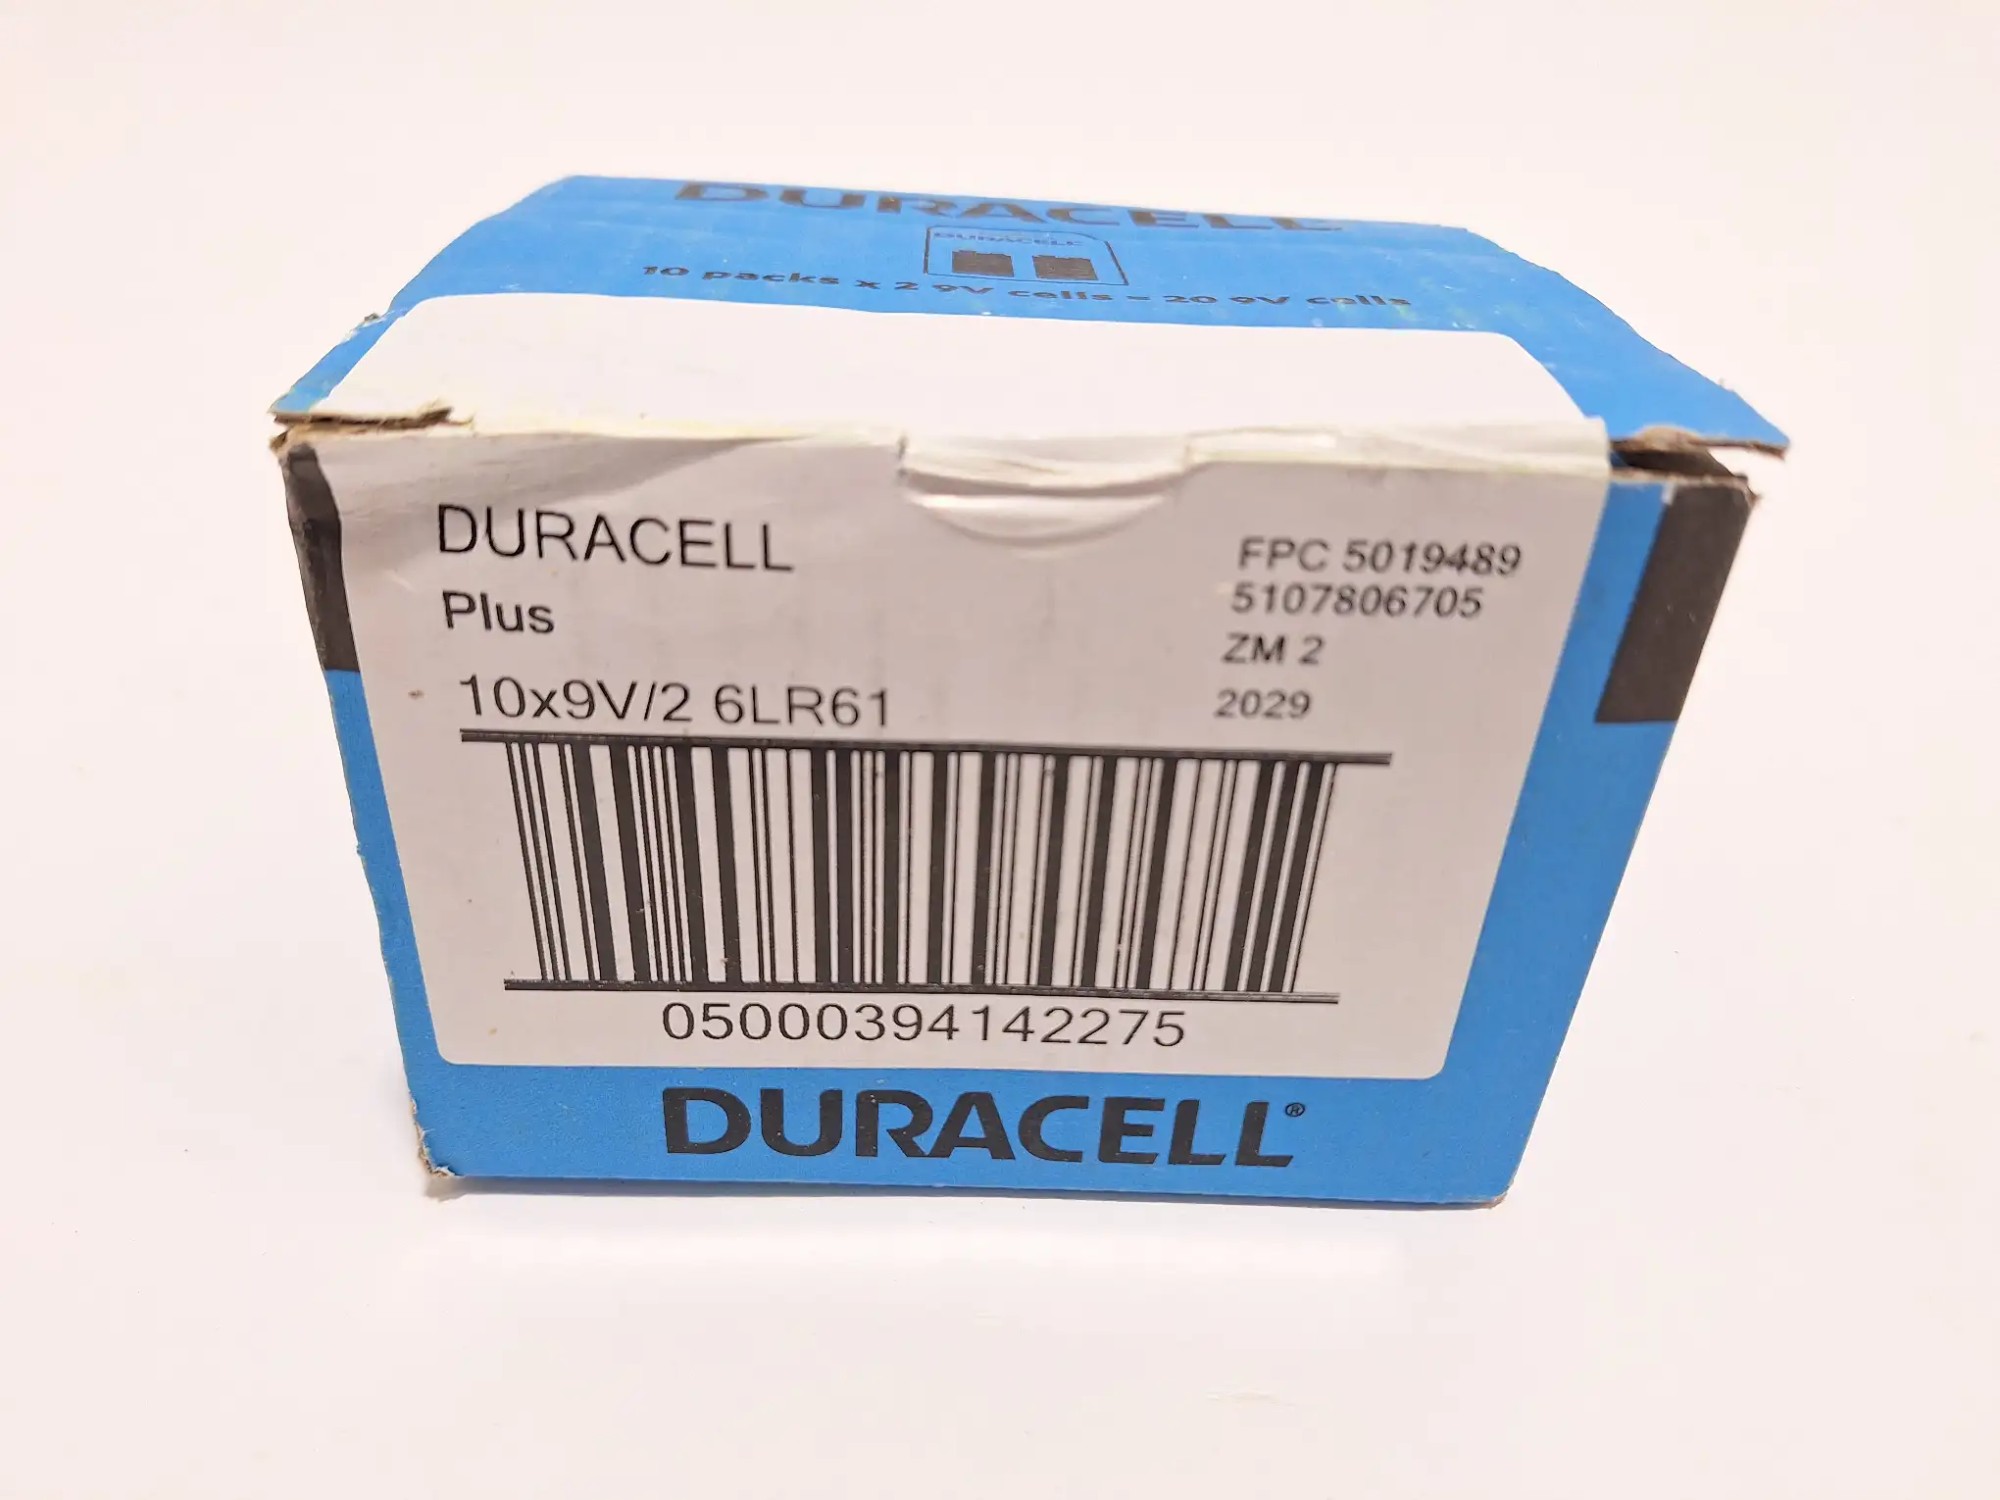 DURACELL
DURACELL
10 packs x 2 9V cells = 20 9V cells
DURACELL
Plus
10x9V/2 6LR61
FPC 5019489
5107806705
ZM 2
2029
05000394142275
DURACELL®